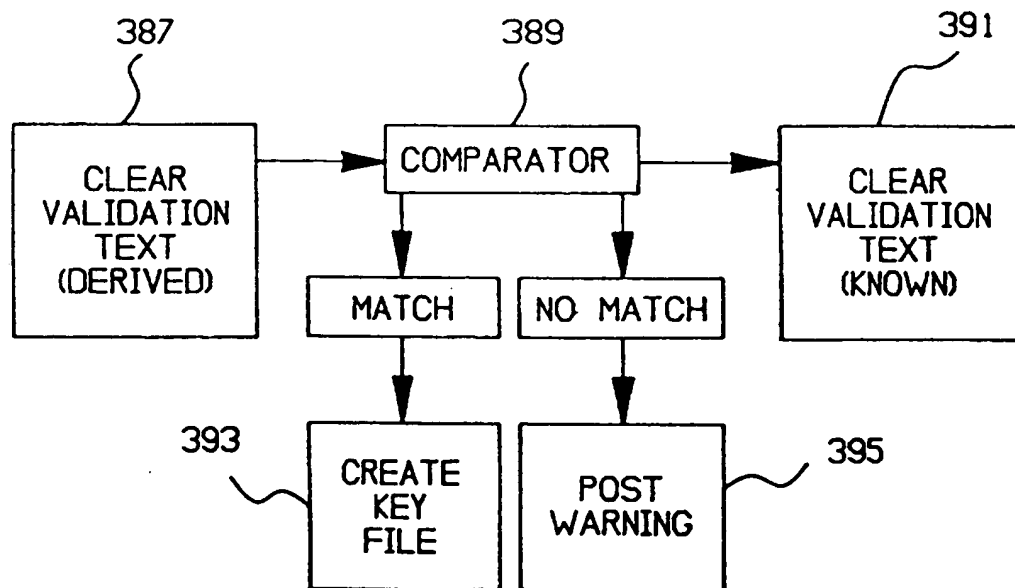 387
389
391
CLEAR
VALIDATION
TEXT
(DERIVED)
COMPARATOR
CLEAR
VALIDATION
TEXT
(KNOWN)
MATCH
NO MATCH
393
CREATE
KEY
FILE
POST
WARNING
395